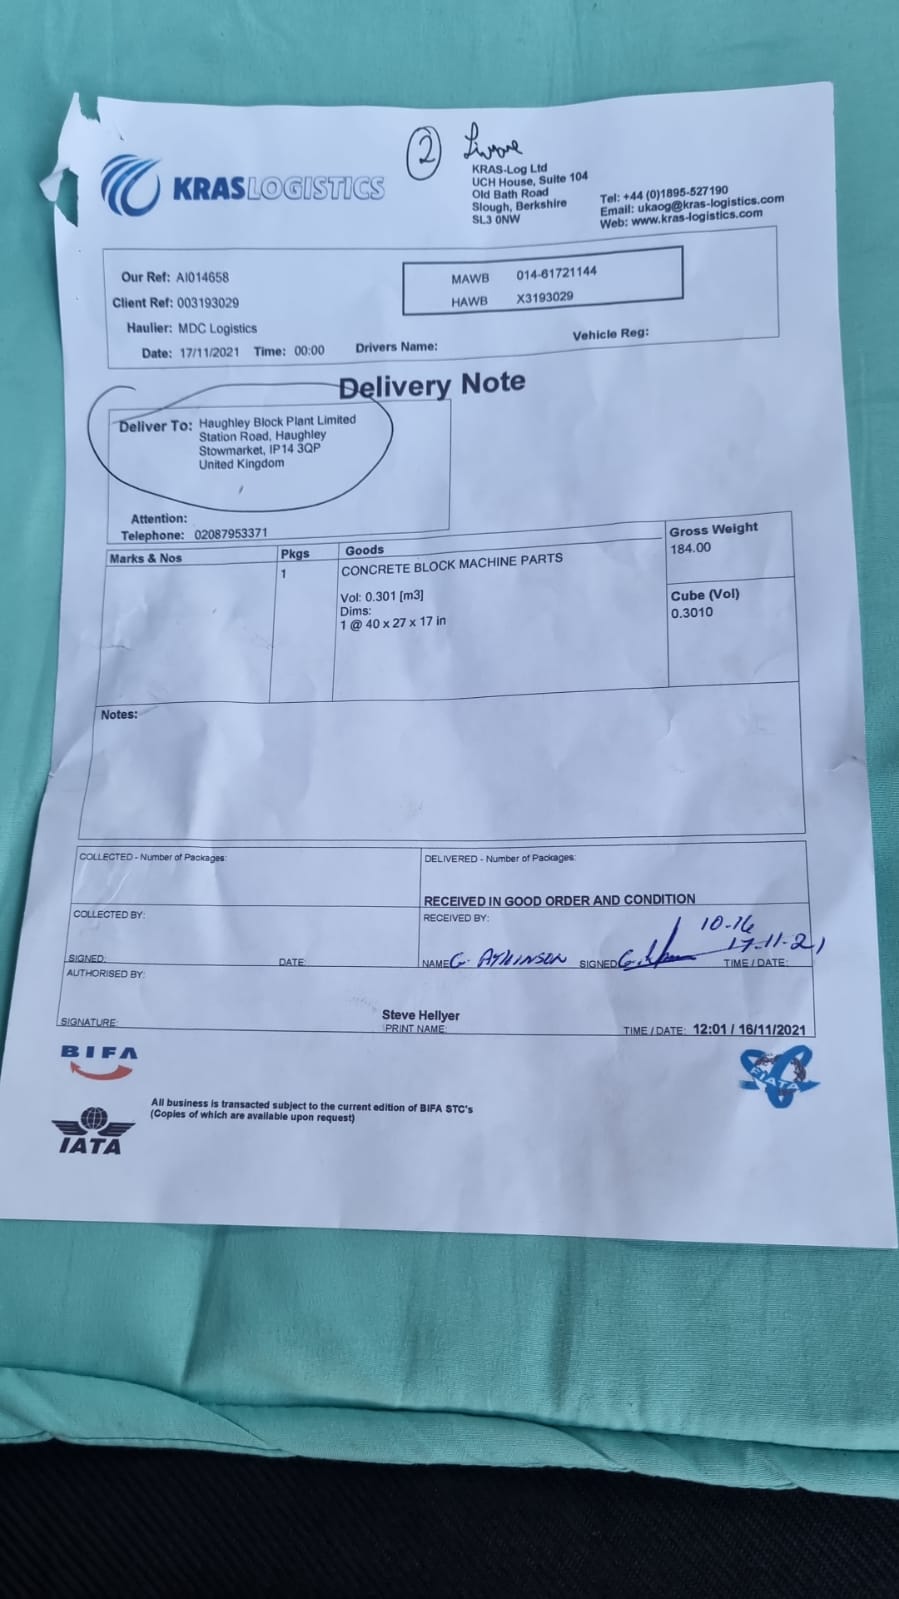 2
KRAS LOGISTICS
KRAS-Log Ltd
UCH House, Suite 104
Old Bath Road
Slough, Berkshire
SL3 0NW
Tel: +44 (0)1895-527190
Email: ukaog@kras-logistics.com
Web: www.kras-logistics.com
Our Ref: AI014658
Client Ref: 003193029
Haulier: MDC Logistics
Date: 17/11/2021 Time: 00:00 Drivers Name: Vehicle Reg:
MAWB 014-61721144
HAWB X3193029
Delivery Note
Deliver To: Haughley Block Plant Limited
Station Road, Haughley
Stowmarket, IP14 3QP
United Kingdom
Attention:
Telephone: 02087953371
Marks & Nos Pkgs Goods Gross Weight
1 CONCRETE BLOCK MACHINE PARTS 184.00
Vol: 0.301 [m3]
Dims:
1 @ 40 x 27 x 17 in
Cube (Vol)
0.3010
Notes:
COLLECTED - Number of Packages: DELIVERED - Number of Packages:
RECEIVED IN GOOD ORDER AND CONDITION
COLLECTED BY: RECEIVED BY:
10-16
17-11-21
SIGNED: DATE: NAME G. ATKINSON SIGNED TIME / DATE:
AUTHORISED BY:
Steve Hellyer
SIGNATURE: PRINT NAME: TIME / DATE: 12:01 / 16/11/2021
BIFA
FIATA
All business is transacted subject to the current edition of BIFA STC's
(Copies of which are available upon request)
IATA